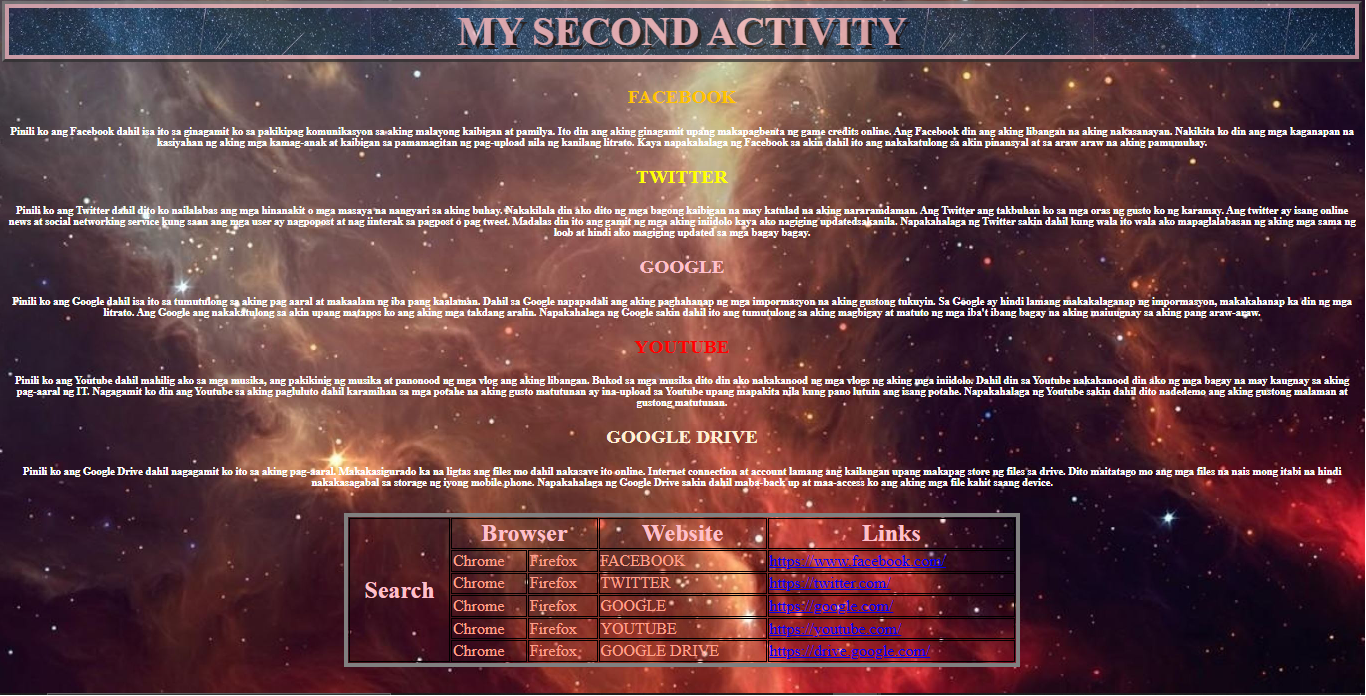 MY SECOND ACTIVITY
FACEBOOK
Pinili ko ang Facebook dahil isa ito sa ginagamit ko sa pakikipag komunikasyon sa aking malayong kaibigan at pamilya. Ito din ang aking ginagamit upang makapagbenta ng game credits online. Ang Facebook din ang aking libangan na aking nakasanayan. Nakikita ko din ang mga kaganapan na
kasiyahan ng aking mga kamag-anak at kaibigan sa pamamagitan ng pag-upload nila ng kanilang litrato. Kaya napakahalaga ng Facebook sa akin dahil ito ang nakakatulong sa akin pinansyal at sa araw araw na aking pamumuhay.
TWITTER
Pinili ko ang Twitter dahil dito ko nailalabas ang mga hinanakit o mga masaya na nangyari sa aking buhay. Nakakilala din ako dito ng mga bagong kaibigan na may katulad na aking nararamdaman. Ang Twitter ang takbuhan ko sa mga oras ng gusto ko ng karamay. Ang twitter ay isang online
news at social networking service kung saan ang mga user ay nagpopost at nag iinterak sa pagpost o pag tweet. Madalas din ito ang gamit ng mga aking iniidolo kaya ako nagiging updatedsakanila. Napakahalaga ng Twitter sakin dahil kung wala ito wala ako mapaglalabasan ng aking mga sama ng
loob at hindi ako magiging updated sa mga bagay bagay.
GOOGLE
Pinili ko ang Google dahil isa ito sa tumutulong sa aking pag aaral at makaalam ng iba pang kaalaman. Dahil sa Google napapadali ang aking paghahanap ng mga impormasyon na aking gustong tukuyin. Sa Google ay hindi lamang makakalaganap ng impormasyon, makakahanap ka din ng mga
litrato. Ang Google ang nakakatulong sa akin upang matapos ko ang aking mga takdang aralin. Napakahalaga ng Google sakin dahil ito ang tumutulong sa aking magbigay at matuto ng mga iba't ibang bagay na aking maiuugnay sa aking pang araw-araw.
YOUTUBE
Pinili ko ang Youtube dahil mahilig ako sa mga musika, ang pakikinig ng musika at panonood ng mga vlog ang aking libangan. Bukod sa mga musika dito din ako nakakanood ng mga vlogs ng aking mga iniidolo. Dahil din sa Youtube nakakanood din ako ng mga bagay na may kaugnay sa aking
pag-aaral ng IT. Nagagamit ko din ang Youtube sa aking pagluluto dahil karamihan sa mga potahe na aking gusto matutunan ay ina-upload sa Youtube upang mapakita nila kung pano lutuin ang isang potahe. Napakahalaga ng Youtube sakin dahil dito nadedemo ang aking gustong malaman at
gustong matutunan.
GOOGLE DRIVE
Pinili ko ang Google Drive dahil nagagamit ko ito sa aking pag-aaral. Makakasigurado ka na ligtas ang files mo dahil nakasave ito online. Internet connection at account lamang ang kailangan upang makapag store ng files sa drive. Dito maitatago mo ang mga files na nais mong itabi na hindi
nakakasagabal sa storage ng iyong mobile phone. Napakahalaga ng Google Drive sakin dahil maba-back up at maa-access ko ang aking mga file kahit saang device.
Browser Website Links
Search
Chrome Firefox FACEBOOK https://www.facebook.com/
Chrome Firefox TWITTER https://twitter.com/
Chrome Firefox GOOGLE https://google.com/
Chrome Firefox YOUTUBE https://youtube.com/
Chrome Firefox GOOGLE DRIVE https://drive.google.com/